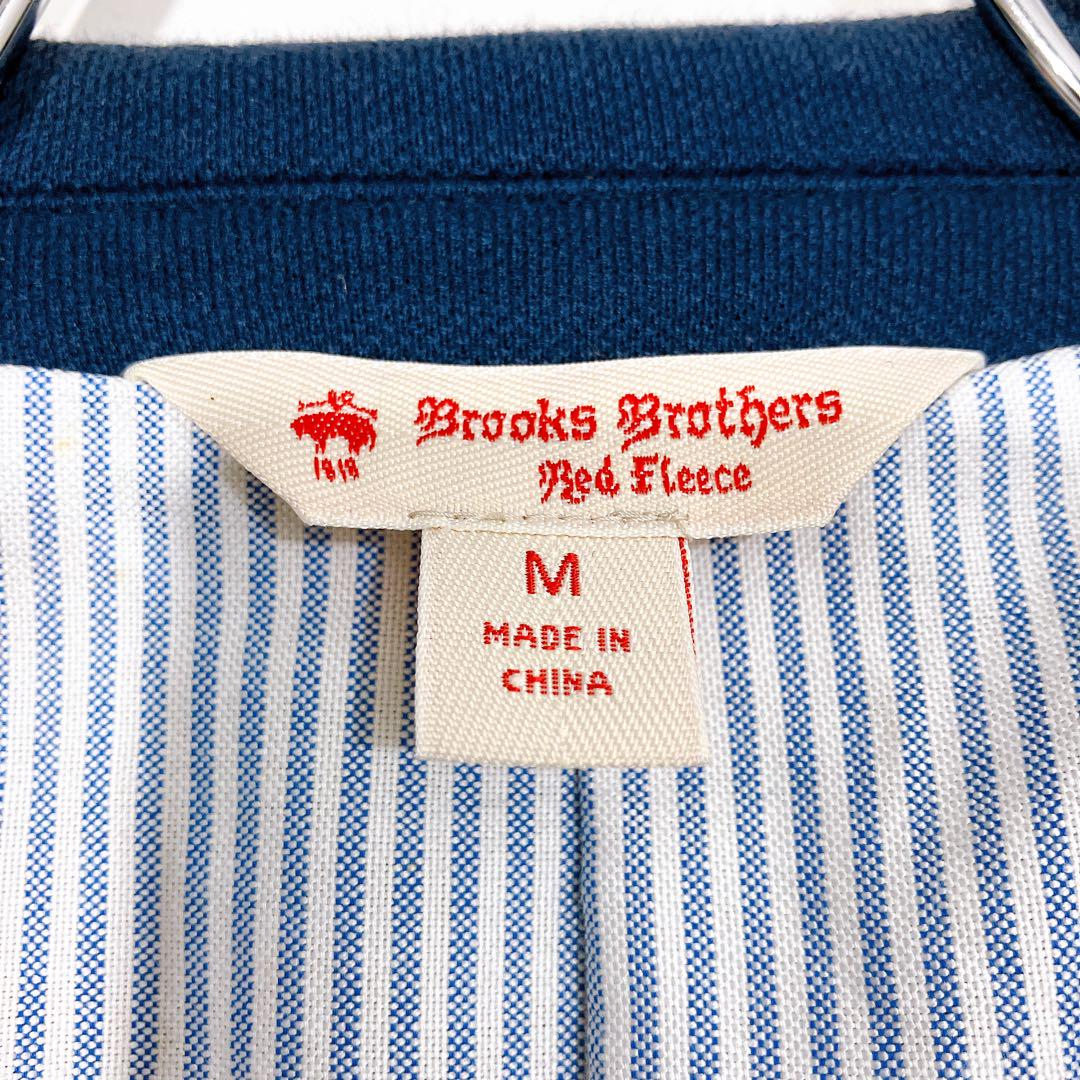 Brooks Brothers
Red Fleece
1818
M
MADE IN
CHINA